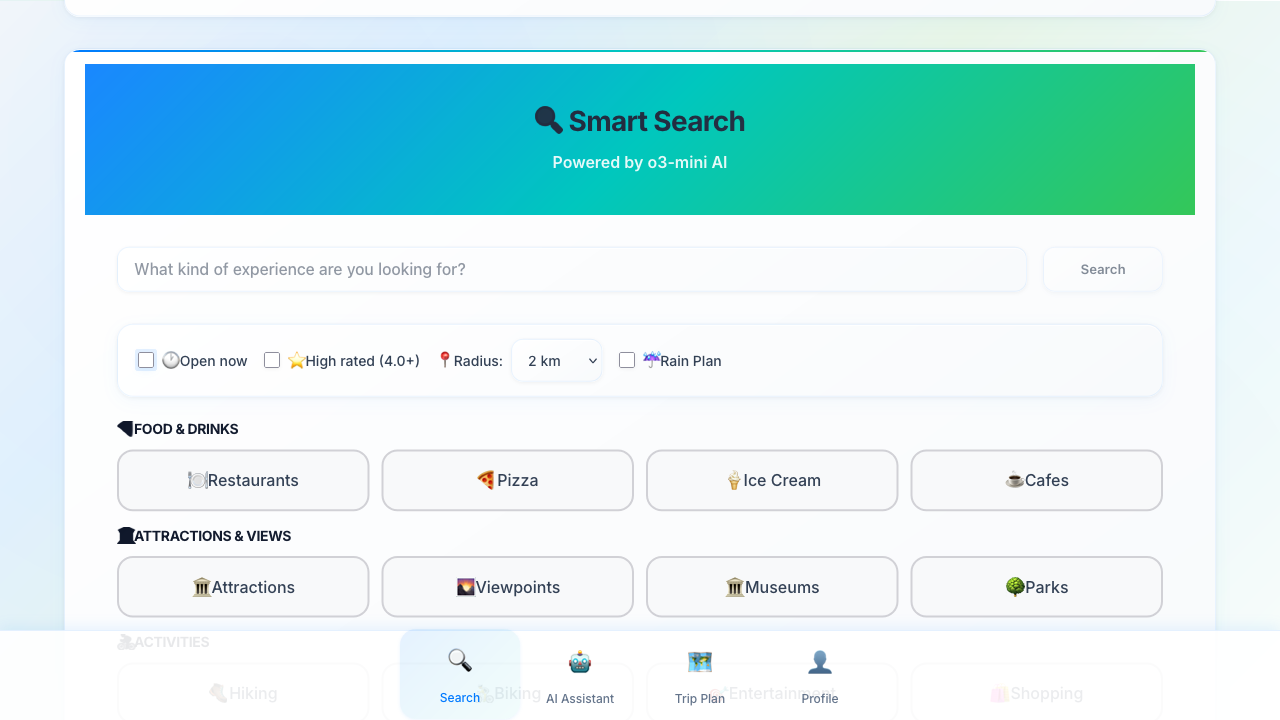 Smart Search
Powered by o3-mini AI
What kind of experience are you looking for?
Search
Open now
High rated (4.0+)
Radius:
2 km
Rain Plan
FOOD & DRINKS
Restaurants
Pizza
Ice Cream
Cafes
ATTRACTIONS & VIEWS
Attractions
Viewpoints
Museums
Parks
ACTIVITIES
Hiking
Biking
Entertainment
Shopping
Search
AI Assistant
Trip Plan
Profile